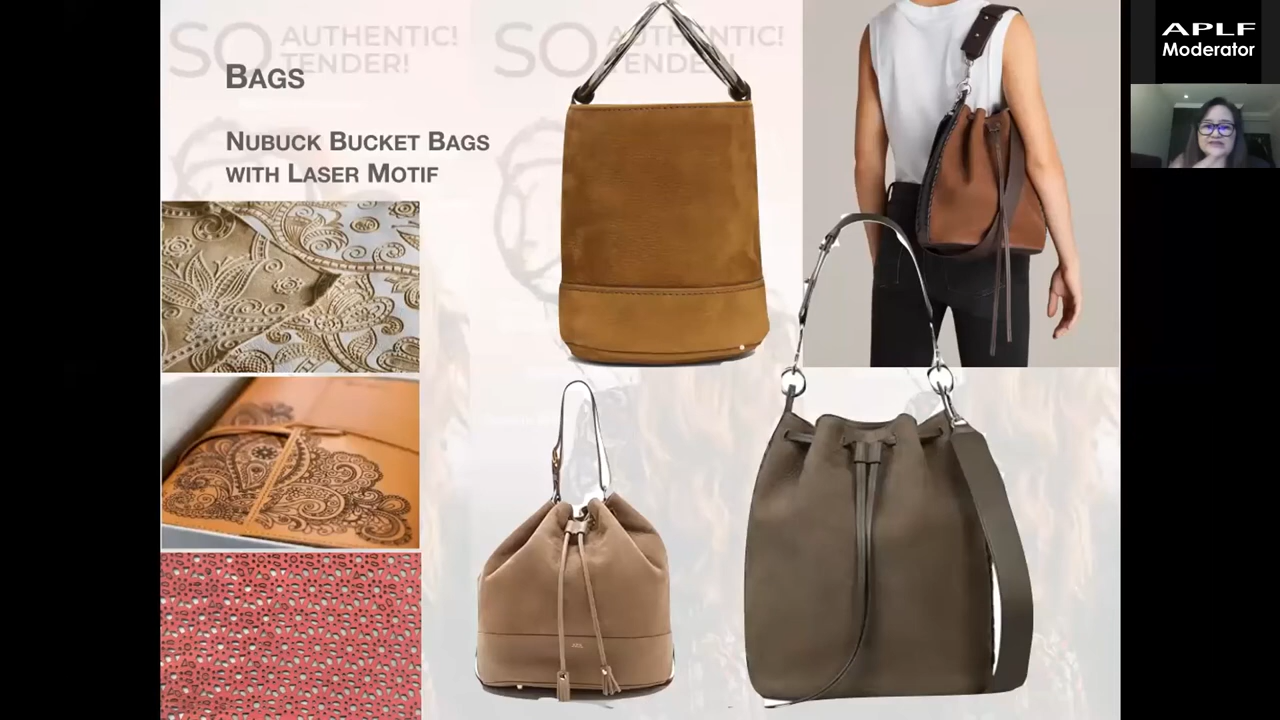 SO AUTHENTIC!
TENDER!
SO AUTHENTIC!
TENDER!
BAGS
NUBUCK BUCKET BAGS
WITH LASER MOTIF
APLF
Moderator